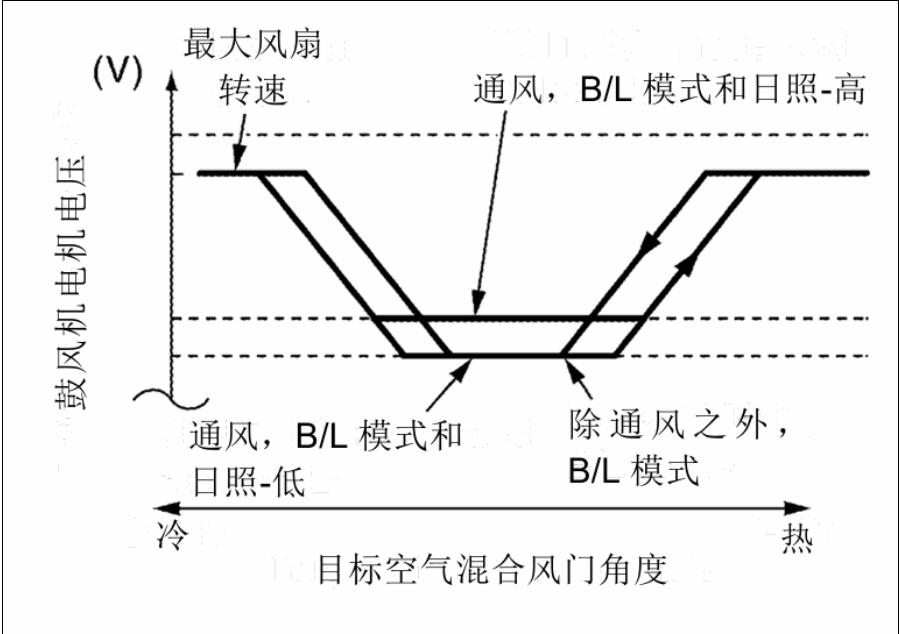 最大风扇
转速
(V)
通风，B/L 模式和日照-高
鼓风机电机电压
通风，B/L 模式和
日照-低
除通风之外，
B/L 模式
冷
热
目标空气混合风门角度